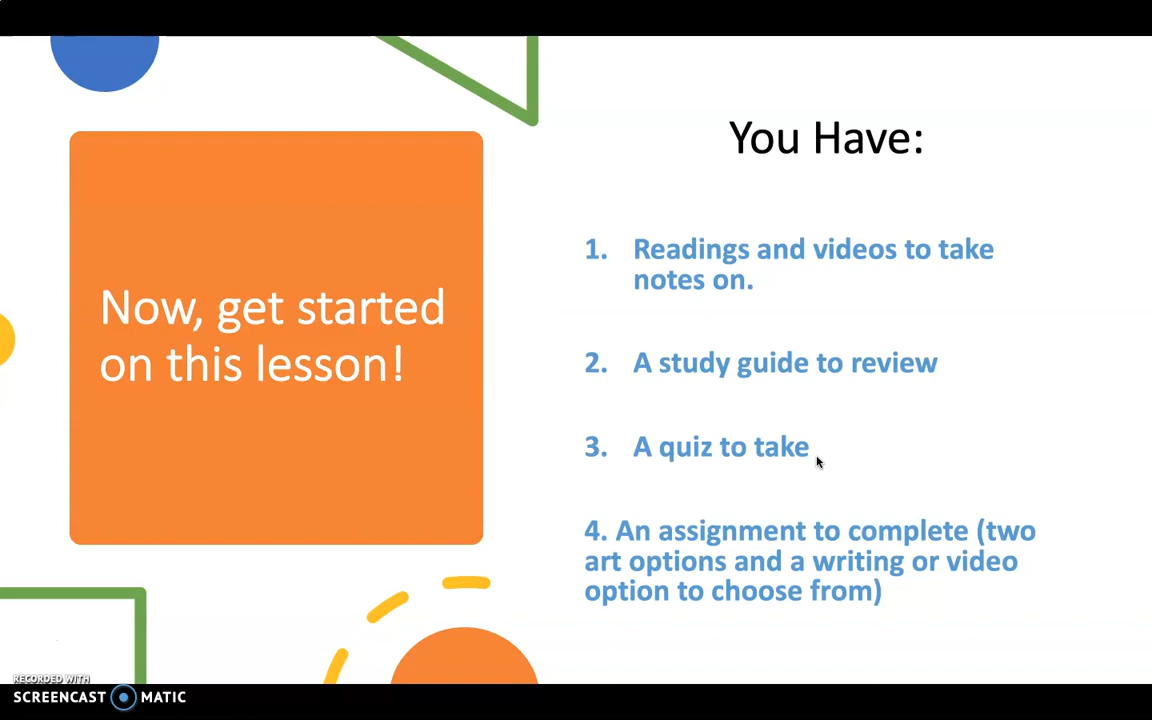 Now, get started
on this lesson!
You Have:
1. Readings and videos to take
notes on.
2. A study guide to review
3. A quiz to take
4. An assignment to complete (two
art options and a writing or video
option to choose from)
RECORDED WITH
SCREENCAST MATIC